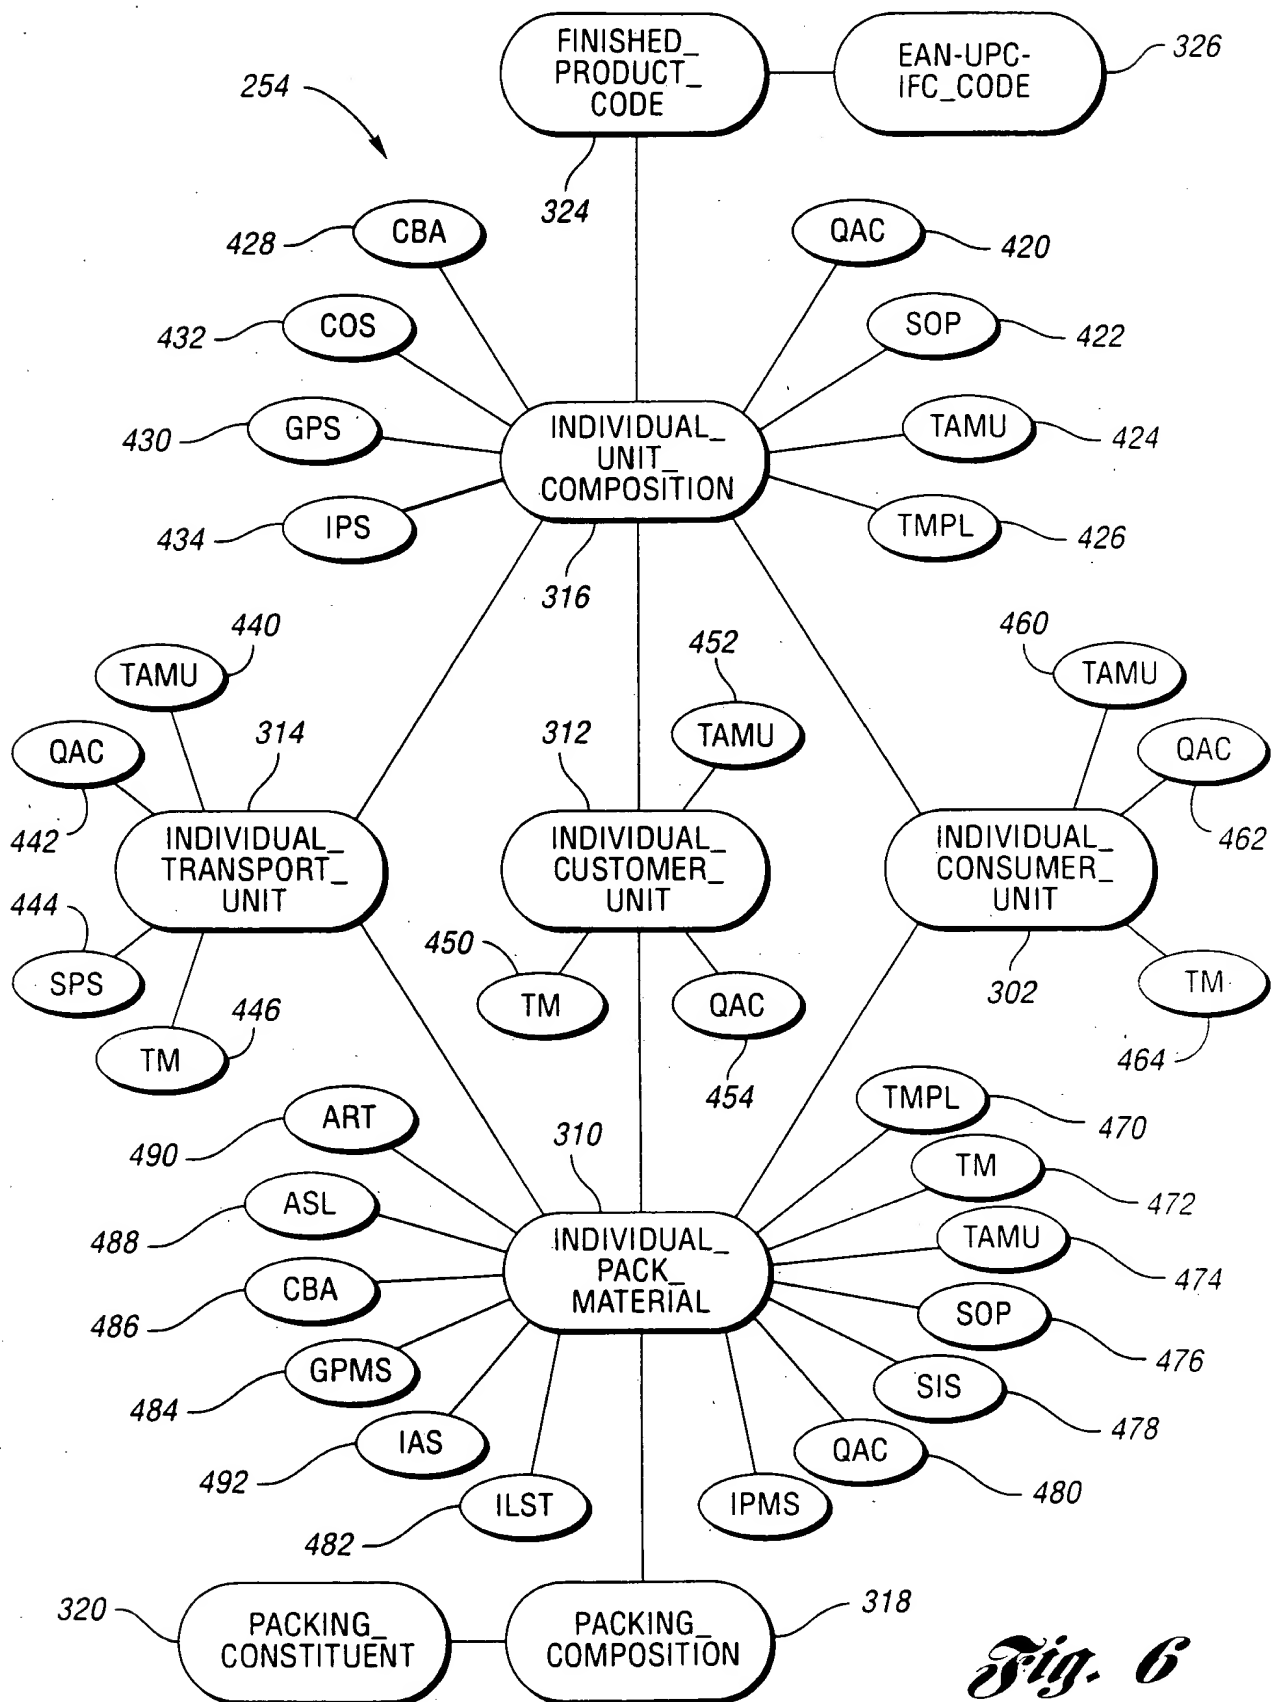 FINISHED_
PRODUCT_
CODE
EAN-UPC-
IFC_CODE
326
254
324
428
CBA
QAC
420
432
COS
SOP
422
430
GPS
INDIVIDUAL_
UNIT_
COMPOSITION
TAMU
424
434
IPS
TMPL
426
316
440
TAMU
452
TAMU
460
TAMU
QAC
442
314
312
QAC
462
INDIVIDUAL_
TRANSPORT_
UNIT
INDIVIDUAL_
CUSTOMER_
UNIT
INDIVIDUAL_
CONSUMER_
UNIT
444
SPS
450
TM
QAC
454
302
TM
464
446
TM
490
ART
310
TMPL
470
TM
472
488
ASL
TAMU
474
INDIVIDUAL_
PACK_
MATERIAL
486
CBA
SOP
476
484
GPMS
SIS
478
492
IAS
QAC
480
482
ILST
IPMS
320
PACKING_
CONSTITUENT
PACKING_
COMPOSITION
318
Fig. 6